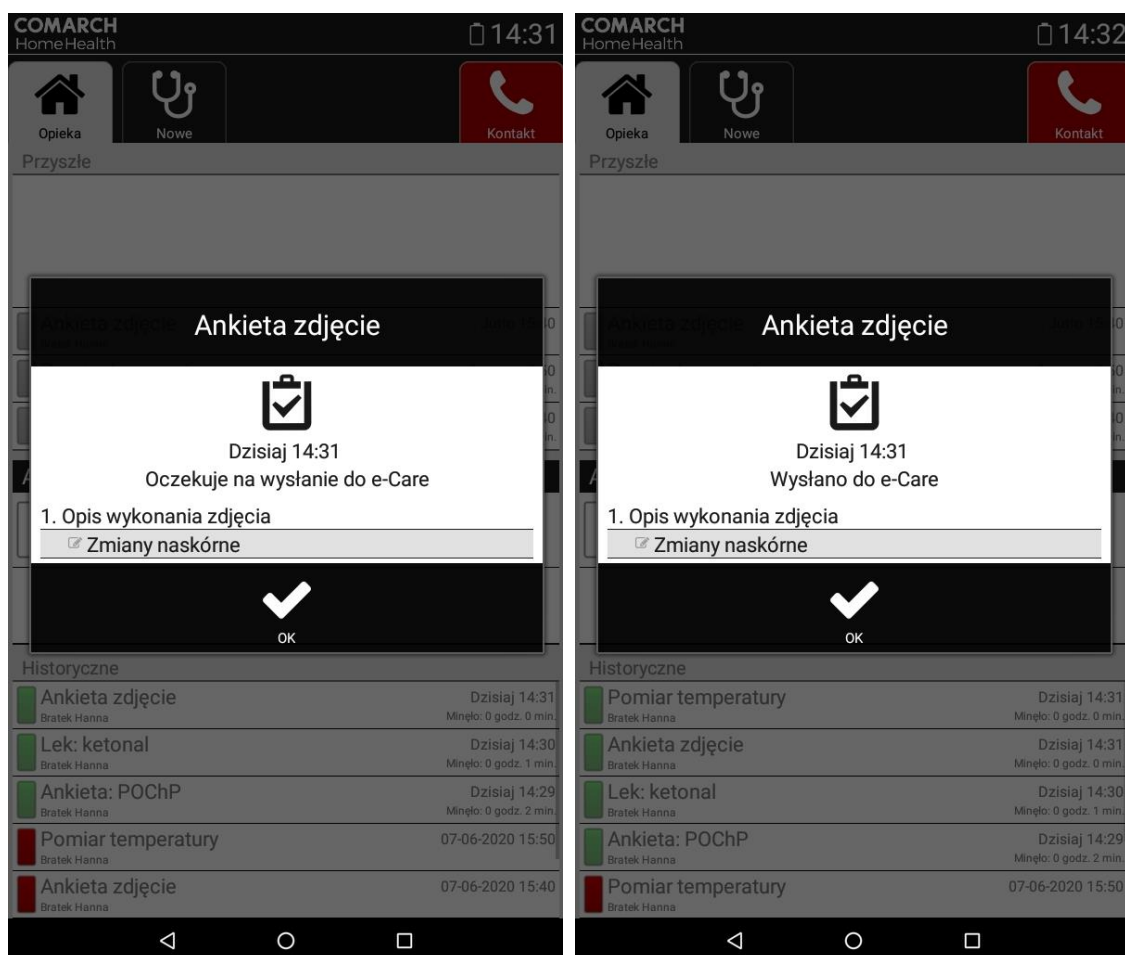 COMARCH
HomeHealth
14:31
Opieka
Nowe
Kontakt
Przyszłe
Ankieta zdjęcie
Dzisiaj 14:31
Oczekuje na wysłanie do e-Care
1. Opis wykonania zdjęcia
Zmiany naskórne
OK
Historyczne
Ankieta zdjęcie Dzisiaj 14:31
Bratek Hanna Minęło: 0 godz. 0 min.
Lek: ketonal Dzisiaj 14:30
Bratek Hanna Minęło: 0 godz. 1 min.
Ankieta: POChP Dzisiaj 14:29
Bratek Hanna Minęło: 0 godz. 2 min.
Pomiar temperatury 07-06-2020 15:50
Bratek Hanna
Ankieta zdjęcie 07-06-2020 15:40
Bratek Hanna
COMARCH
HomeHealth
14:32
Opieka
Nowe
Kontakt
Przyszłe
Ankieta zdjęcie
Dzisiaj 14:31
Wysłano do e-Care
1. Opis wykonania zdjęcia
Zmiany naskórne
OK
Historyczne
Pomiar temperatury Dzisiaj 14:31
Bratek Hanna Minęło: 0 godz. 0 min.
Ankieta zdjęcie Dzisiaj 14:31
Bratek Hanna Minęło: 0 godz. 0 min.
Lek: ketonal Dzisiaj 14:30
Bratek Hanna Minęło: 0 godz. 1 min.
Ankieta: POChP Dzisiaj 14:29
Bratek Hanna Minęło: 0 godz. 2 min.
Pomiar temperatury 07-06-2020 15:50
Bratek Hanna